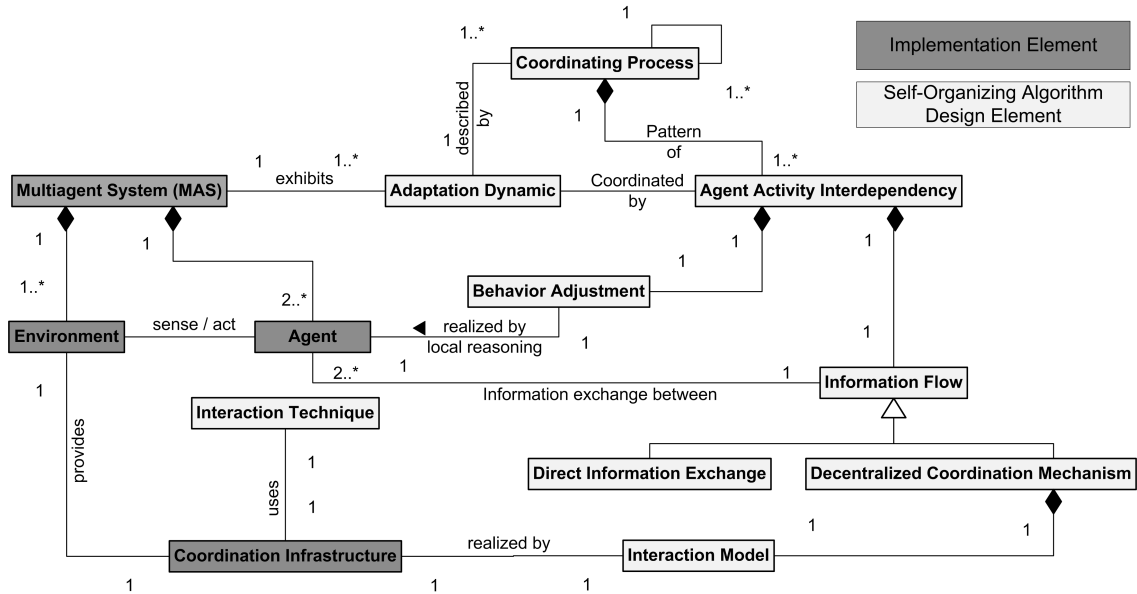 1
1..*
Coordinating Process
Implementation Element
1..*
Self-Organizing Algorithm
Design Element
described
by
1
1
Pattern
of
1
1..*
exhibits
1..*
Multiagent System (MAS)
Adaptation Dynamic
Coordinated
by
Agent Activity Interdependency
1
1
1
1
1
1..*
2..*
Behavior Adjustment
Environment
sense / act
Agent
realized by
local reasoning
1
1
1
2..*
1
1
Information exchange between
Information Flow
Interaction Technique
provides
1
uses
1
Direct Information Exchange
Decentralized Coordination Mechanism
1
1
Coordination Infrastructure
realized by
Interaction Model
1
1
1